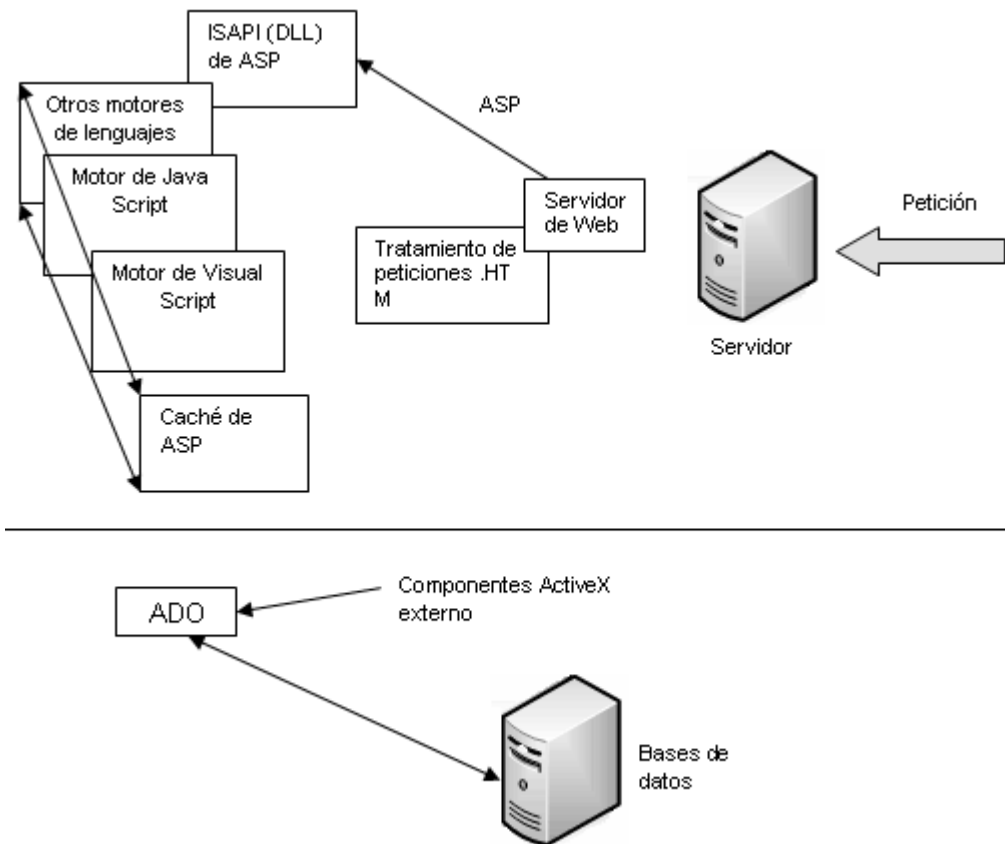 ISAPI (DLL)
de ASP
Otros motores
de lenguajes
Motor de Java
Script
Motor de Visual
Script
Caché de
ASP
ASP
Servidor
de Web
Tratamiento de
peticiones .HT
M
Servidor
Petición
ADO
Componentes ActiveX
externo
Bases de
datos